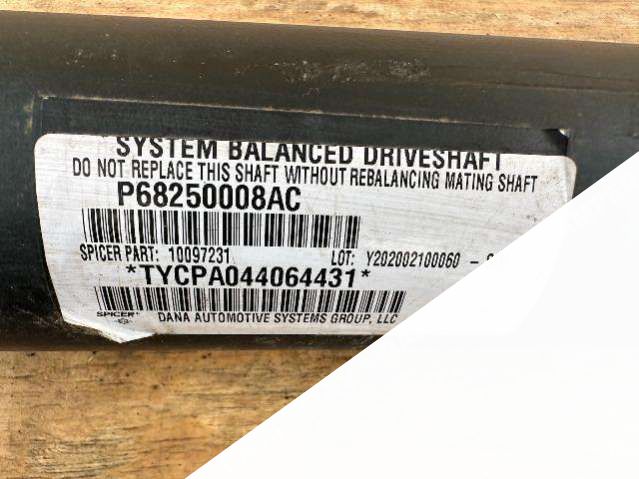 SYSTEM BALANCED DRIVESHAFT
DO NOT REPLACE THIS SHAFT WITHOUT REBALANCING MATING SHAFT
P68250008AC
SPICER PART: 10097231 LOT: Y202002100060 -
*TYCPA044064431*
SPICER DANA AUTOMOTIVE SYSTEMS GROUP, LLC